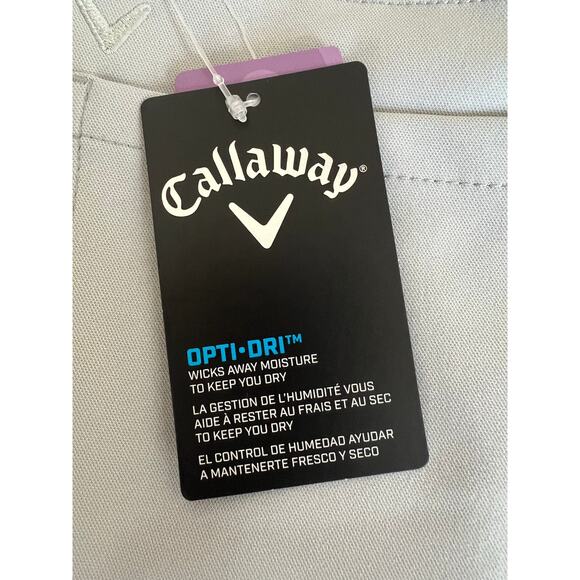 Callaway®
OPTI•DRI™
WICKS AWAY MOISTURE
TO KEEP YOU DRY
LA GESTION DE L'HUMIDITÉ VOUS
AIDE À RESTER AU FRAIS ET AU SEC
TO KEEP YOU DRY
EL CONTROL DE HUMEDAD AYUDAR
A MANTENERTE FRESCO Y SECO